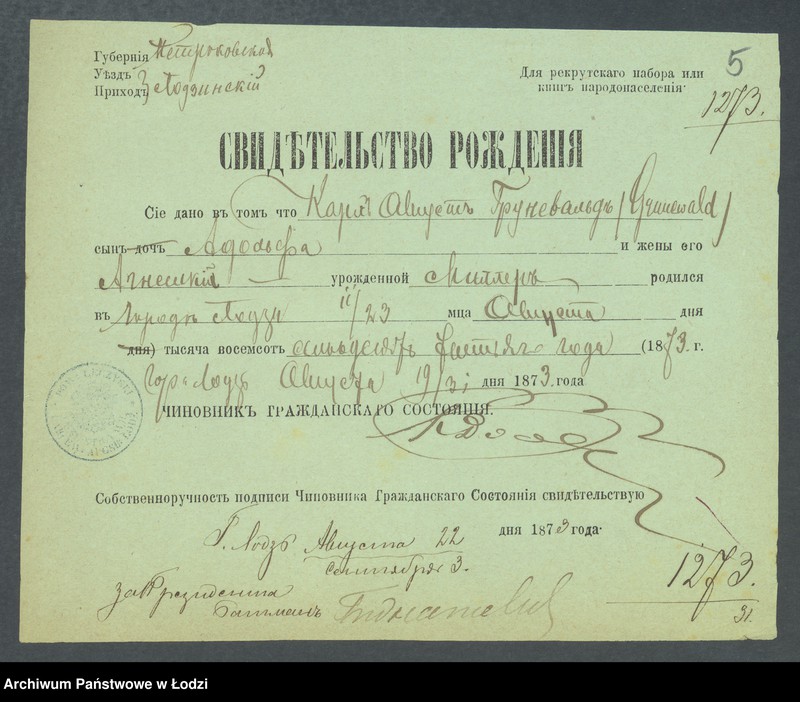 5
Губернія Петроковская
Уѣздъ
Приходъ } Лодзинскій
Для рекрутскаго набора или
книгъ народонаселенія·
1273.
СВИДѢТЕЛЬСТВО РОЖДЕНІЯ
Сіе дано въ томъ что Карлъ Августъ Груневальдъ /Grunewald/
сынъ дочъ Адольфа и жены его
Агнешки урожденной Миллеръ родился
въ городѣ Лодзи 11/23 мца Августа дня
дня) тысяча восемсотъ семьдесятъ третьяго года (1873. г.
Гор. Лодзь Августа 19/31 дня 1873. года
ЧИНОВНИКЪ ГРАЖДАНСКАГО СОСТОЯНІЯ.
Собственноручность подписи Чиновника Гражданскаго Состоянія свидѣтельствую
Г. Лодзь Августа 22 дня 1873 года·
Сентября 3.
1273.
31.
за Президента
Archiwum Państwowe w Łodzi